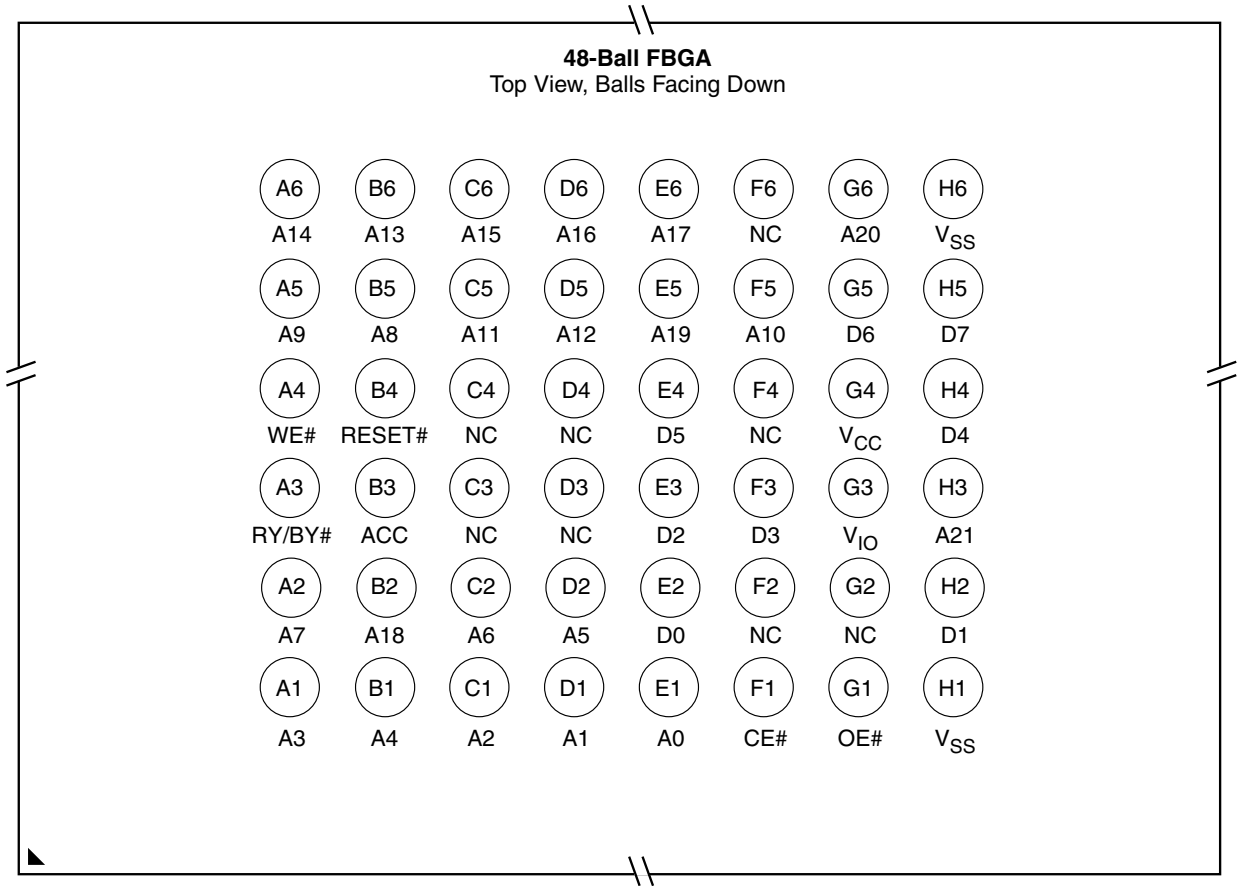 48-Ball FBGA
Top View, Balls Facing Down
A6 B6 C6 D6 E6 F6 G6 H6
A14 A13 A15 A16 A17 NC A20 VSS
A5 B5 C5 D5 E5 F5 G5 H5
A9 A8 A11 A12 A19 A10 D6 D7
A4 B4 C4 D4 E4 F4 G4 H4
WE# RESET# NC NC D5 NC VCC D4
A3 B3 C3 D3 E3 F3 G3 H3
RY/BY# ACC NC NC D2 D3 VIO A21
A2 B2 C2 D2 E2 F2 G2 H2
A7 A18 A6 A5 D0 NC NC D1
A1 B1 C1 D1 E1 F1 G1 H1
A3 A4 A2 A1 A0 CE# OE# VSS